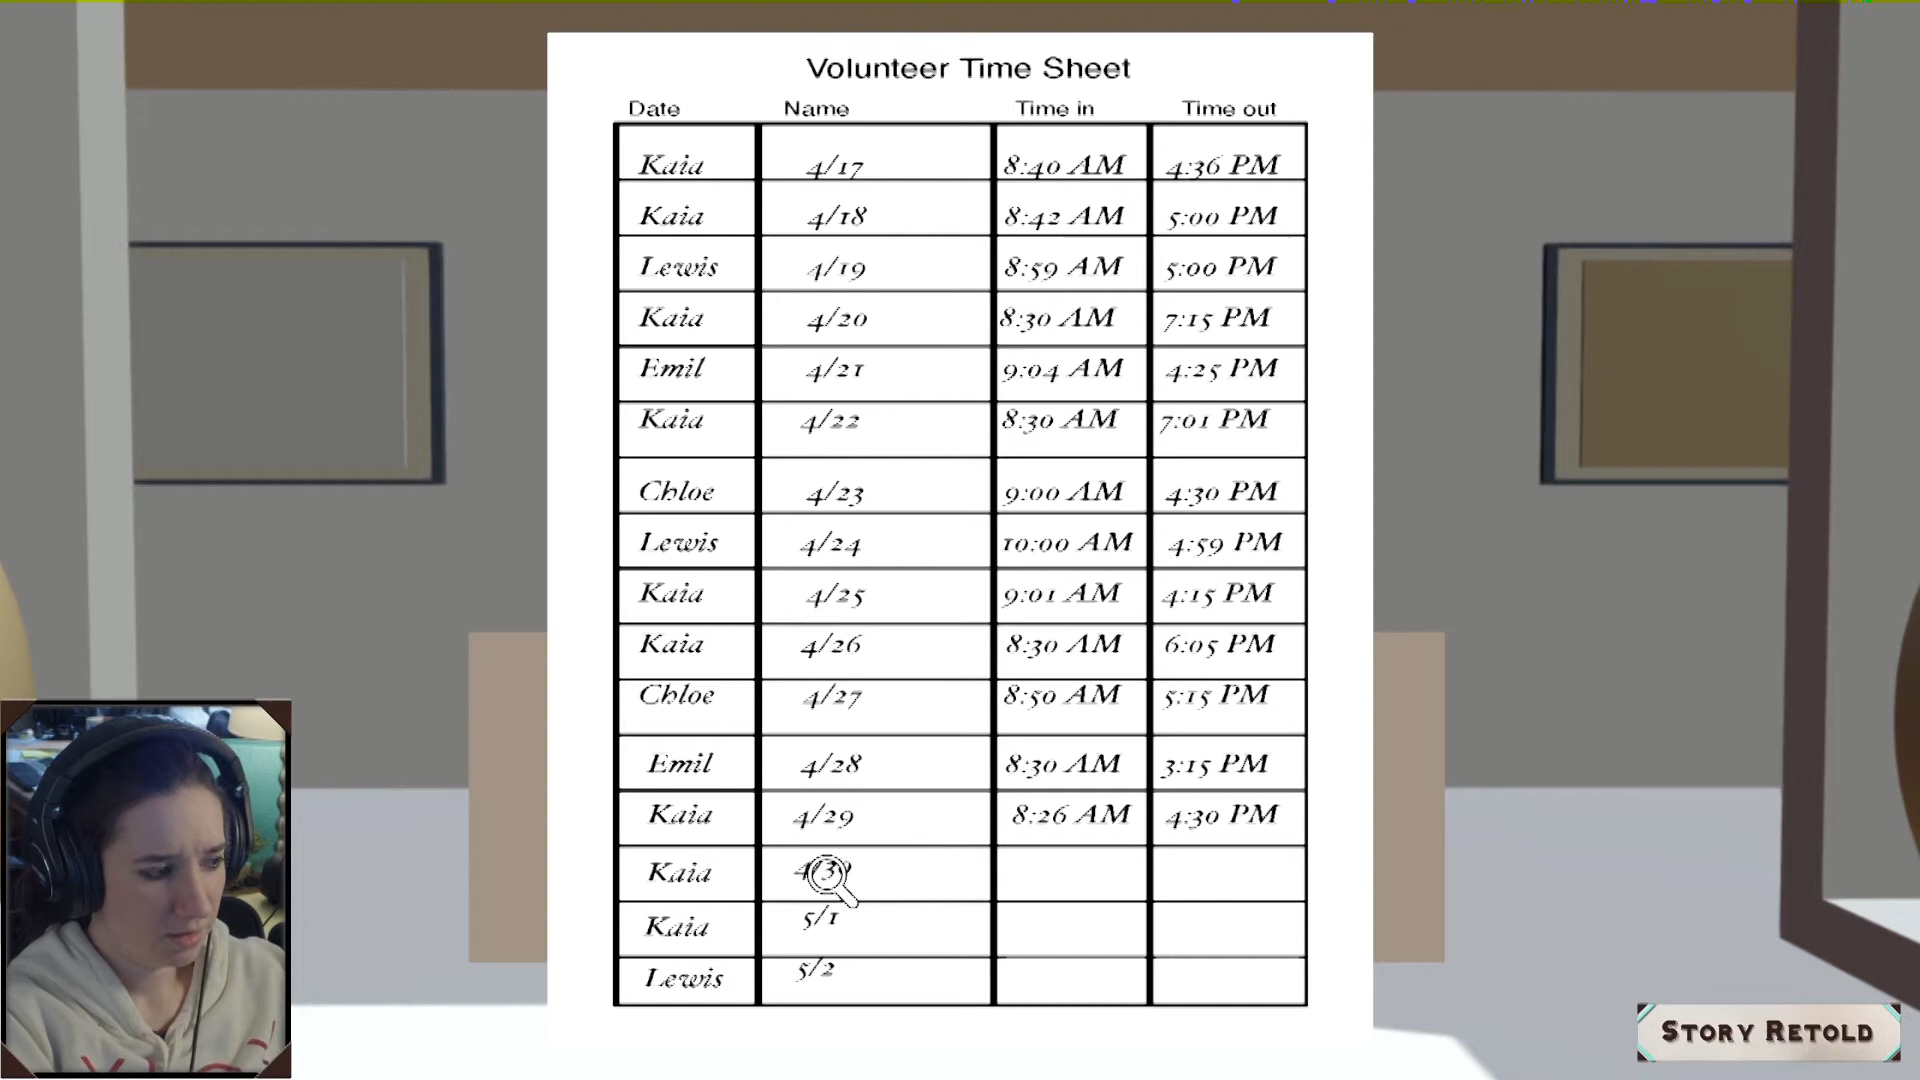 Volunteer Time Sheet
Date Name Time in Time out
Kaia 4/17 8:40 AM 4:36 PM
Kaia 4/18 8:42 AM 5:00 PM
Lewis 4/19 8:59 AM 5:00 PM
Kaia 4/20 8:30 AM 7:15 PM
Emil 4/21 9:04 AM 4:25 PM
Kaia 4/22 8:30 AM 7:01 PM
Chloe 4/23 9:00 AM 4:30 PM
Lewis 4/24 10:00 AM 4:59 PM
Kaia 4/25 9:01 AM 4:15 PM
Kaia 4/26 8:30 AM 6:05 PM
Chloe 4/27 8:50 AM 5:15 PM
Emil 4/28 8:30 AM 3:15 PM
Kaia 4/29 8:26 AM 4:30 PM
Kaia 4/30
Kaia 5/1
Lewis 5/2
Story Retold